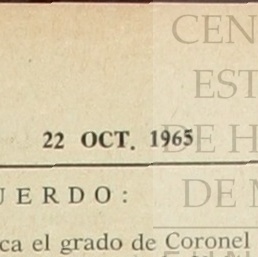 CEN
EST
22 OCT. 1965
DE H
UERDO:
DE M
ca el grado de Coronel